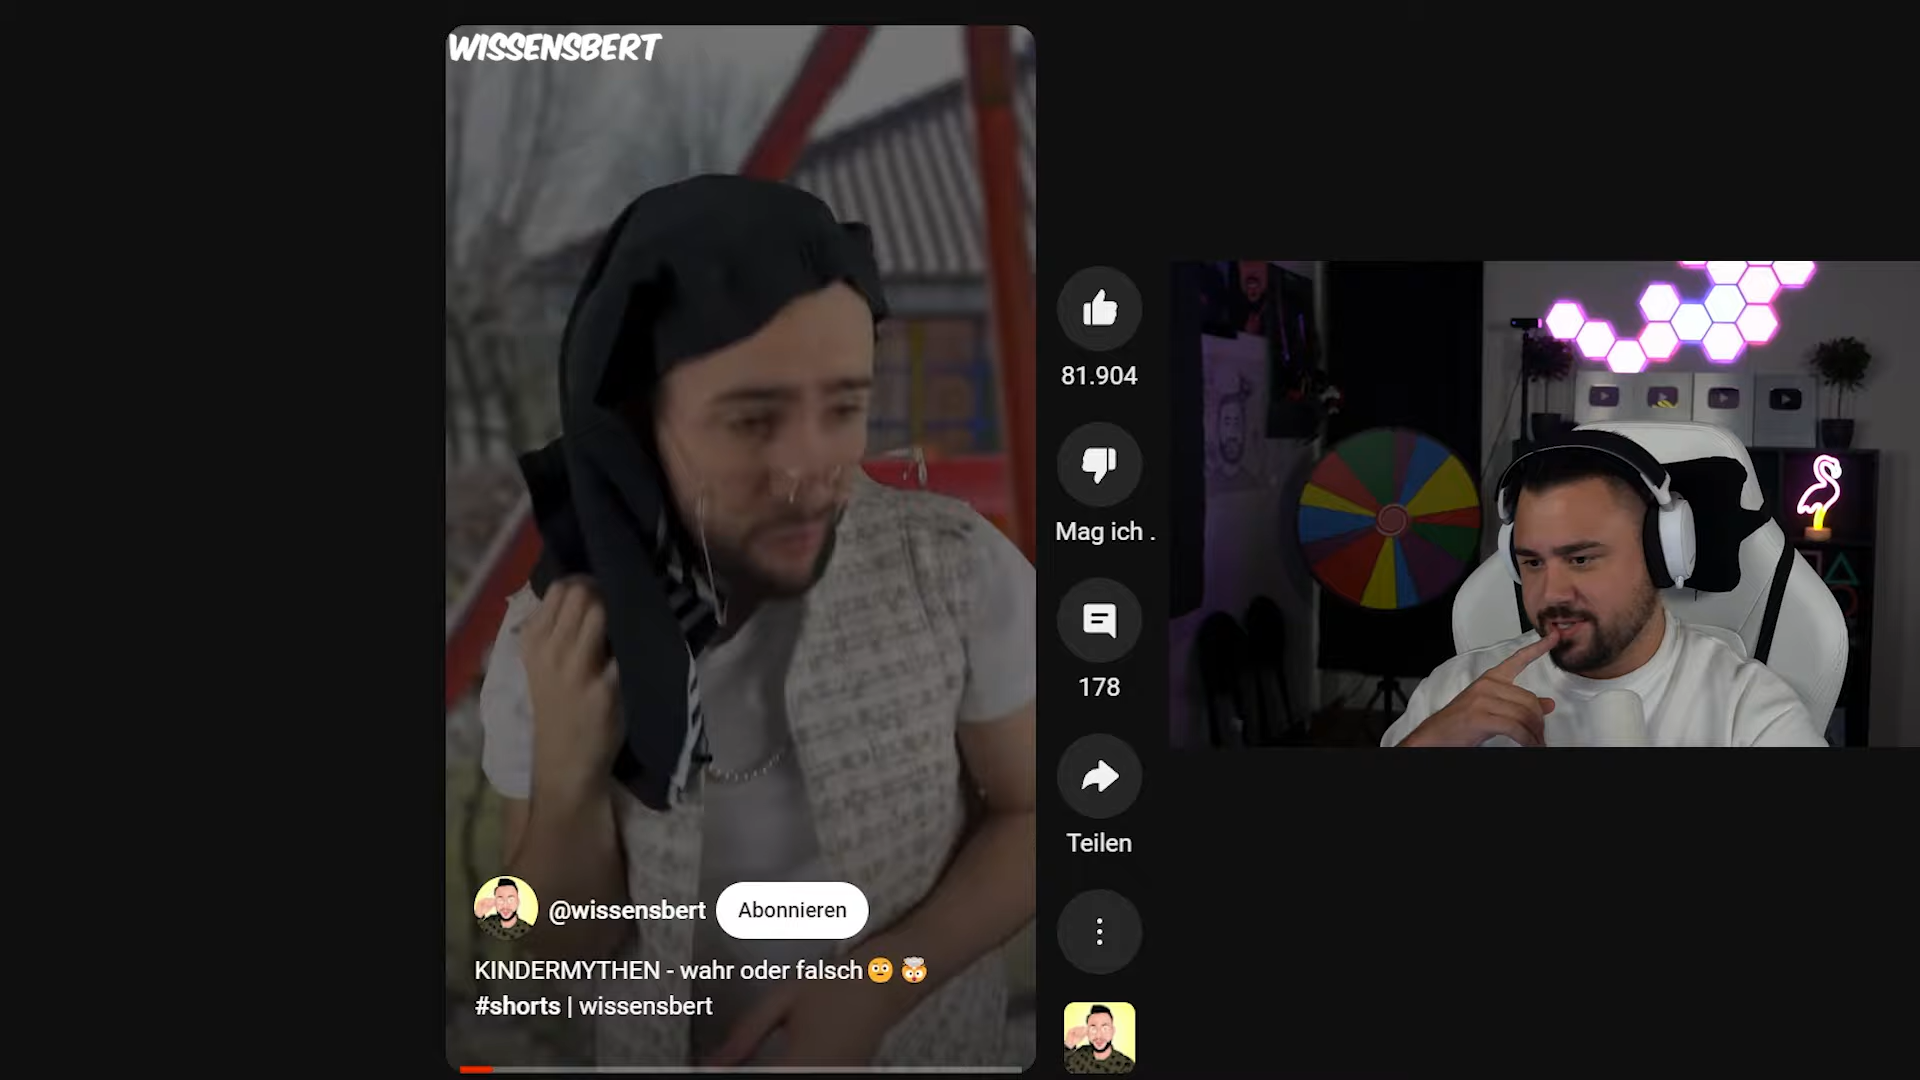 WISSENSBERT
81.904
Mag ich .
178
Teilen
@wissensbert
Abonnieren
KINDERMYTHEN - wahr oder falsch😳 🤯
#shorts | wissensbert